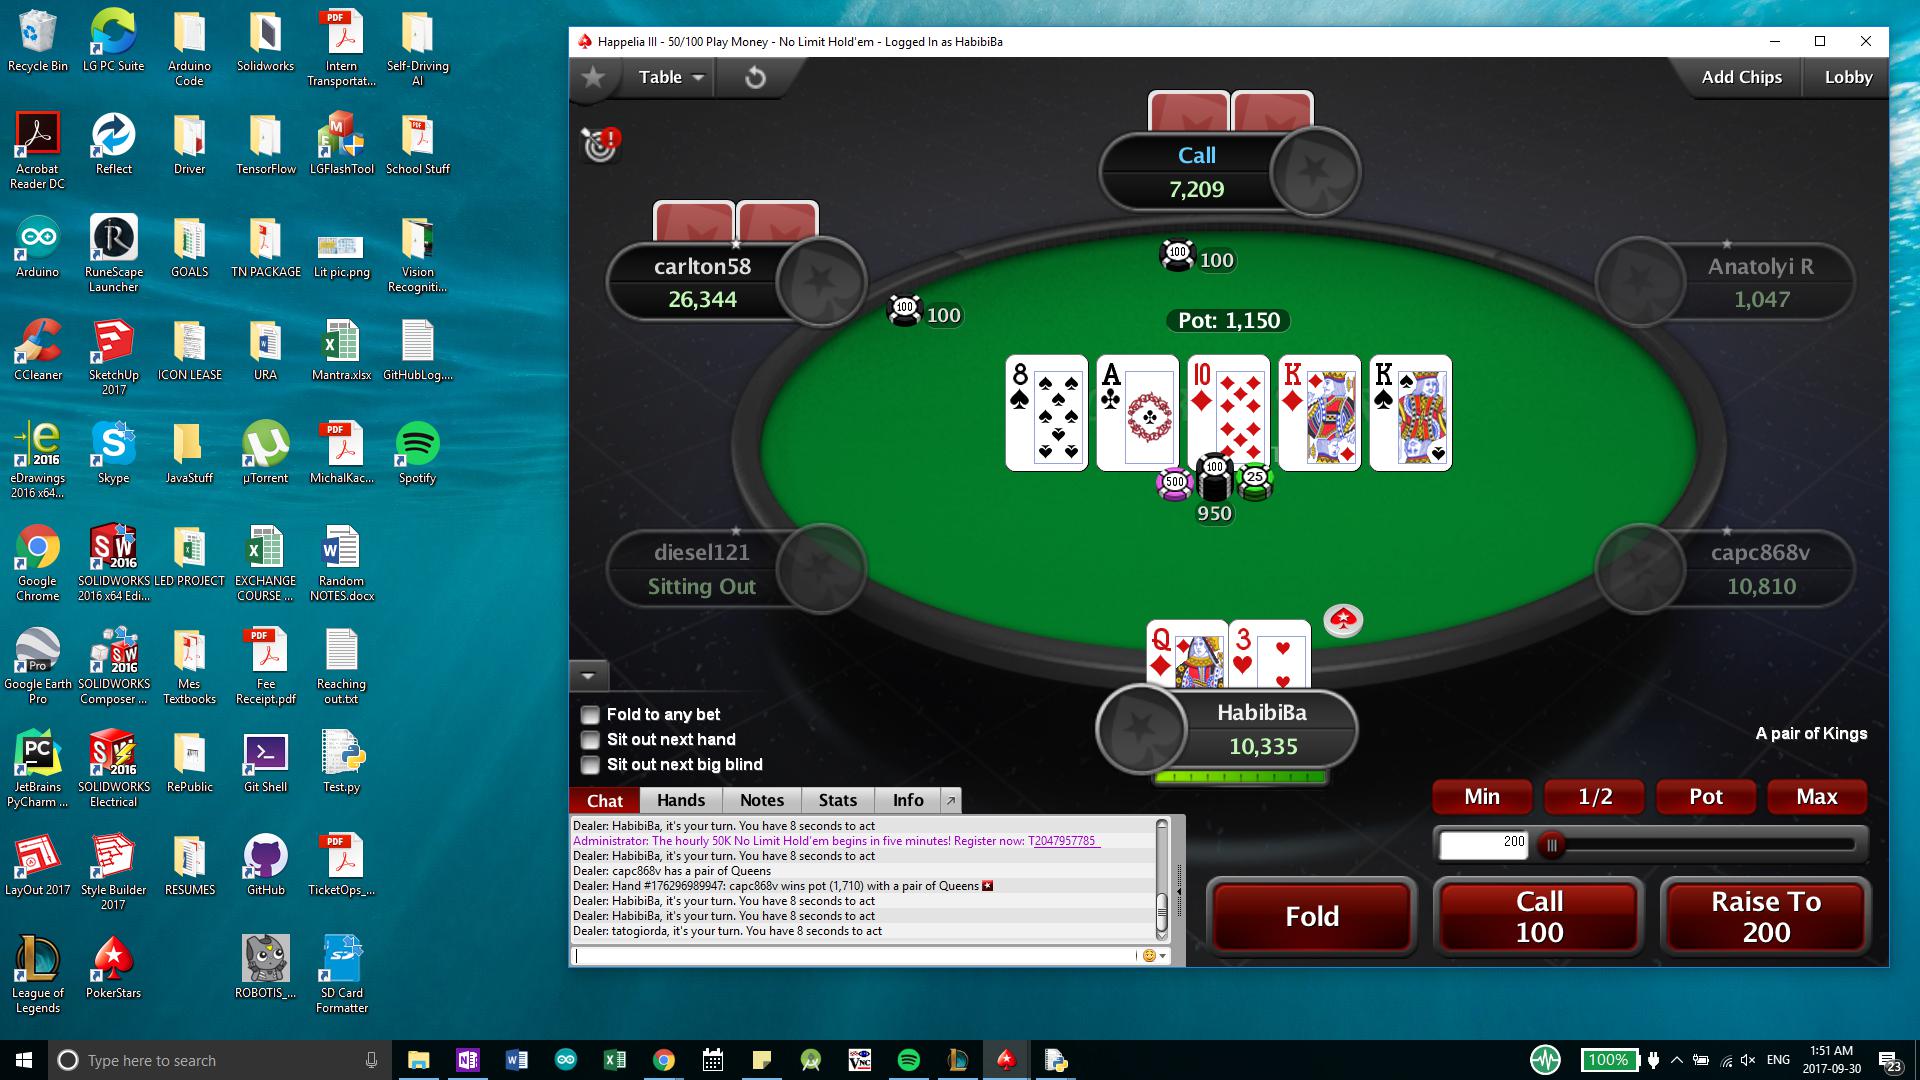 Recycle Bin
LG PC Suite
Arduino
Code
Solidworks
Intern
Transportat...
Self-Driving
AI
Acrobat
Reader DC
Reflect
Driver
TensorFlow
LGFlashTool
School Stuff
Arduino
RuneScape
Launcher
GOALS
TN PACKAGE
Lit pic.png
Vision
Recogniti...
CCleaner
SketchUp
2017
ICON LEASE
URA
Mantra.xlsx
GitHubLog....
eDrawings
2016 x64...
Skype
JavaStuff
µTorrent
MichalKac...
Spotify
Google
Chrome
SOLIDWORKS
2016 x64 Edi...
LED PROJECT
EXCHANGE
COURSE ...
Random
NOTES.docx
Google Earth
Pro
SOLIDWORKS
Composer ...
Mes
Textbooks
Fee
Receipt.pdf
Reaching
out.txt
JetBrains
PyCharm ...
SOLIDWORKS
Electrical
RePublic
Git Shell
Test.py
LayOut 2017
Style Builder
2017
RESUMES
GitHub
TicketOps_...
League of
Legends
PokerStars
ROBOTIS_...
SD Card
Formatter
Happelia III - 50/100 Play Money - No Limit Hold'em - Logged In as HabibiBa
Table
Add Chips
Lobby
Call
7,209
carlton58
26,344
Anatolyi R
1,047
100 100
100 100
Pot: 1,150
8 A 10 K K
500 100 25
950
diesel121
Sitting Out
capc868v
10,810
Q 3
HabibiBa
10,335
Fold to any bet
Sit out next hand
Sit out next big blind
A pair of Kings
Chat Hands Notes Stats Info
Min 1/2 Pot Max
200
Dealer: HabibiBa, it's your turn. You have 8 seconds to act
Administrator: The hourly 50K No Limit Hold'em begins in five minutes! Register now: T2047957785
Dealer: HabibiBa, it's your turn. You have 8 seconds to act
Dealer: capc868v has a pair of Queens
Dealer: Hand #176296989947: capc868v wins pot (1,710) with a pair of Queens
Dealer: HabibiBa, it's your turn. You have 8 seconds to act
Dealer: HabibiBa, it's your turn. You have 8 seconds to act
Dealer: tatogiorda, it's your turn. You have 8 seconds to act
Fold
Call
100
Raise To
200
Type here to search
100%
ENG
1:51 AM
2017-09-30
23